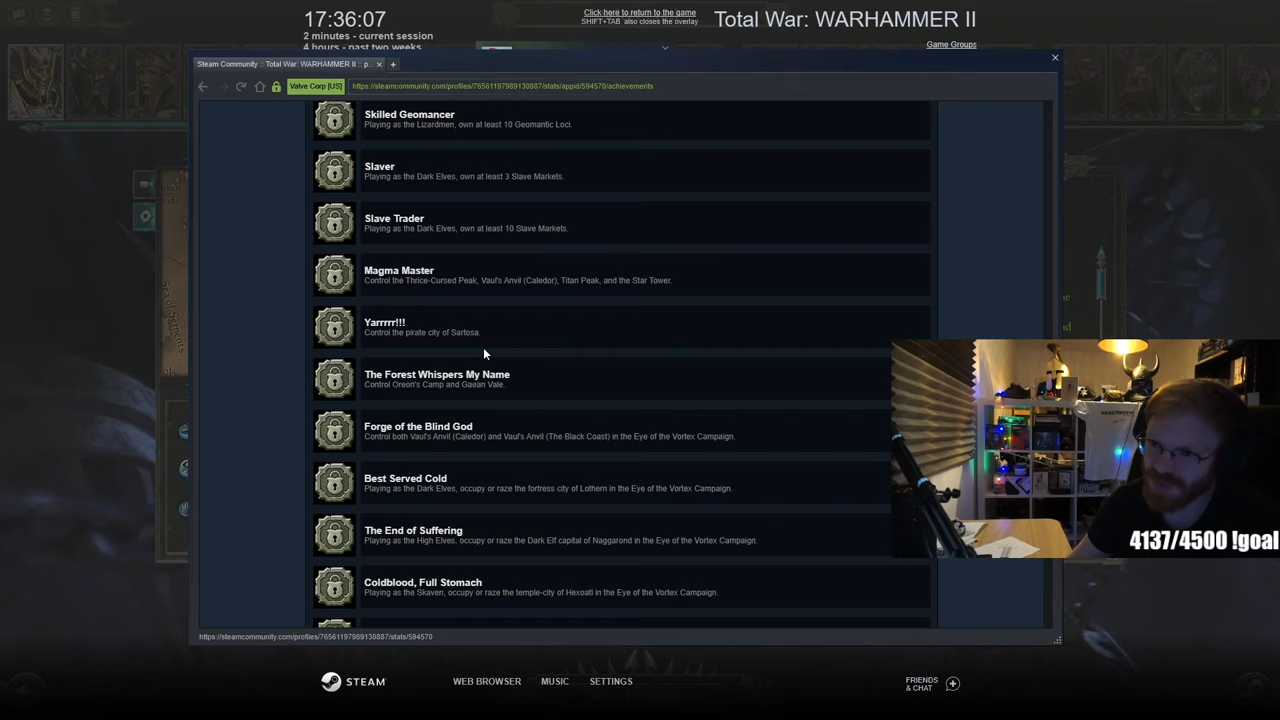 17:36:07
2 minutes - current session
4 hours - past two weeks
Click here to return to the game
SHIFT+TAB also closes the overlay
Total War: WARHAMMER II
Game Groups
Steam Community :: Total War: WARHAMMER II :: p...
Valve Corp [US]
https://steamcommunity.com/profiles/76561197989130887/stats/appid/594570/achievements
Skilled Geomancer
Playing as the Lizardmen, own at least 10 Geomantic Loci.
Slaver
Playing as the Dark Elves, own at least 3 Slave Markets.
Slave Trader
Playing as the Dark Elves, own at least 10 Slave Markets.
Magma Master
Control the Thrice-Cursed Peak, Vaul's Anvil (Caledor), Titan Peak, and the Star Tower.
Yarrrrr!!!
Control the pirate city of Sartosa.
The Forest Whispers My Name
Control Oreon's Camp and Gaean Vale.
Forge of the Blind God
Control both Vaul's Anvil (Caledor) and Vaul's Anvil (The Black Coast) in the Eye of the Vortex Campaign.
Best Served Cold
Playing as the Dark Elves, occupy or raze the fortress city of Lothern in the Eye of the Vortex Campaign.
The End of Suffering
Playing as the High Elves, occupy or raze the Dark Elf capital of Naggarond in the Eye of the Vortex Campaign.
Coldblood, Full Stomach
Playing as the Skaven, occupy or raze the temple-city of Hexoatl in the Eye of the Vortex Campaign.
https://steamcommunity.com/profiles/76561197989130887/stats/594570
4137/4500 !goal
Sea of Serpents
STEAM
WEB BROWSER
MUSIC
SETTINGS
FRIENDS
& CHAT